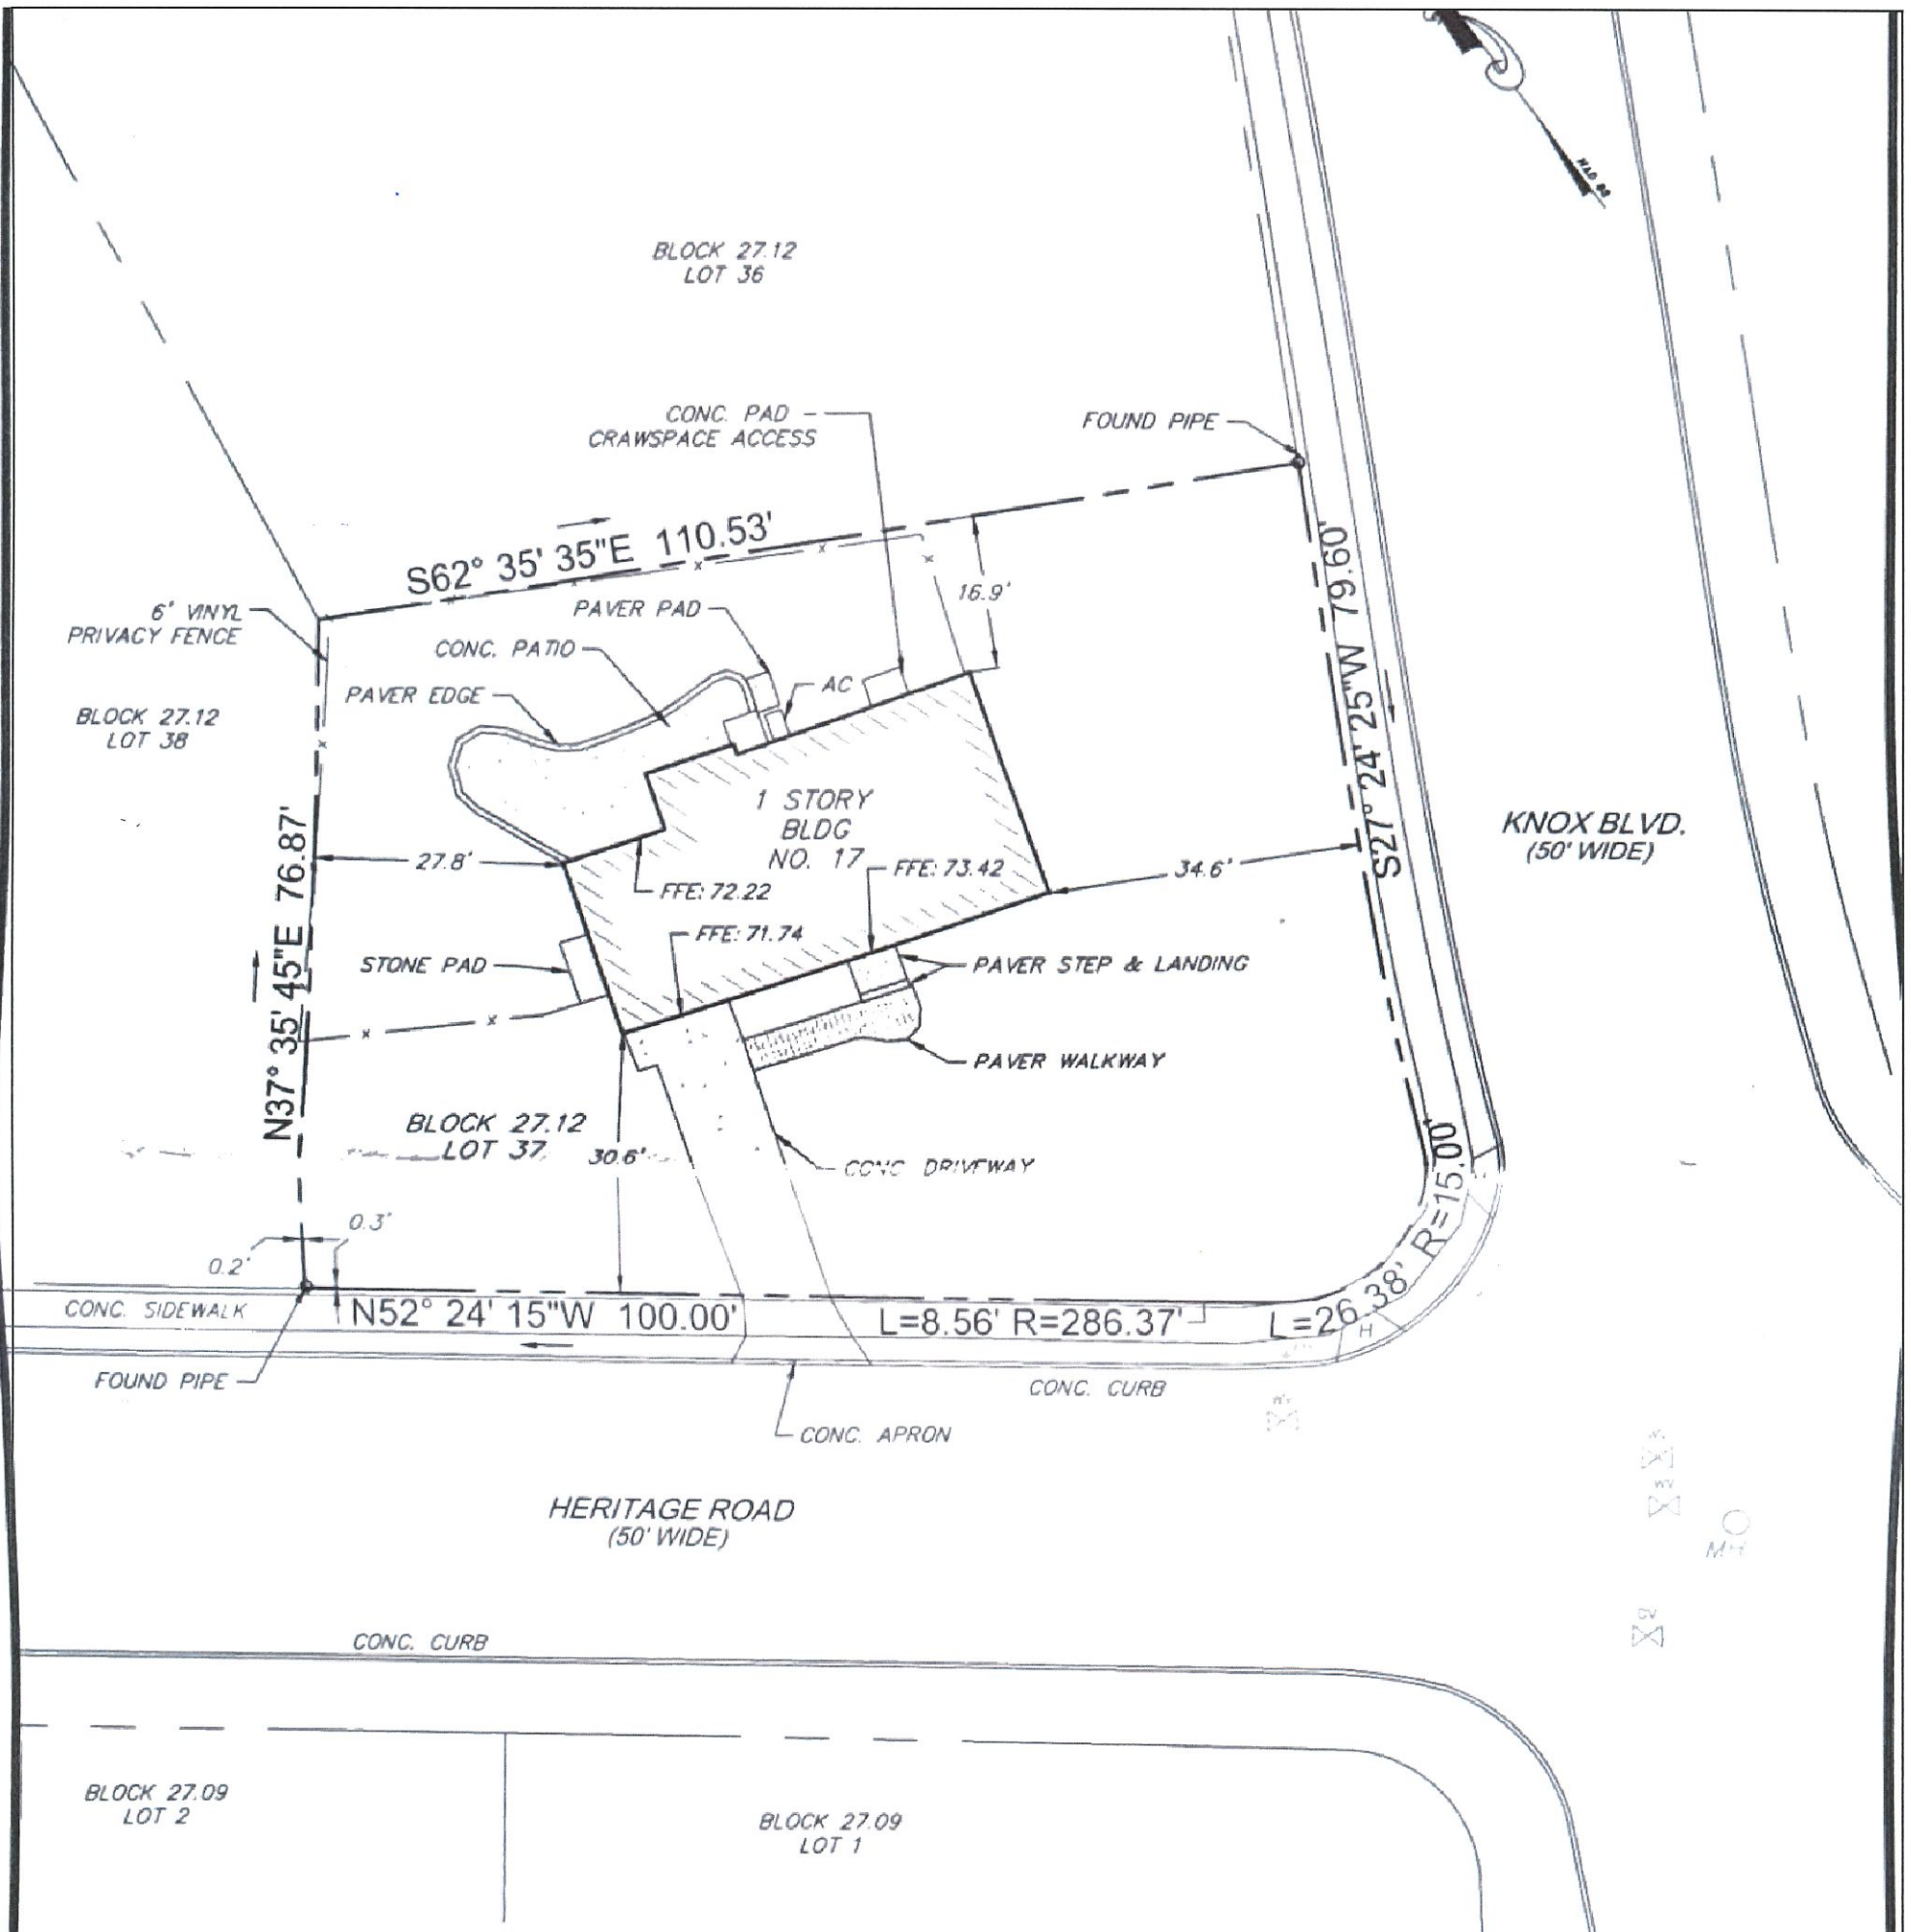 BLOCK 27.12
LOT 36
CONC. PAD
CRAWSPACE ACCESS
FOUND PIPE
S62° 35' 35"E 110.53'
16.9'
6' VINYL
PRIVACY FENCE
PAVER PAD
CONC. PATIO
PAVER EDGE
AC
BLOCK 27.12
LOT 38
S27° 24' 25"W 79.60'
1 STORY
BLDG
NO. 17
KNOX BLVD.
(50' WIDE)
27.8'
FFE: 73.42
34.6'
FFE: 72.22
N37° 35' 45"E 76.87'
FFE: 71.74
STONE PAD
PAVER STEP & LANDING
PAVER WALKWAY
BLOCK 27.12
LOT 37
30.6'
CONC DRIVEWAY
0.3'
0.2'
CONC. SIDEWALK
N52° 24' 15"W 100.00'
L=8.56' R=286.37'
L=26.38' R=15.00'
H
FOUND PIPE
CONC. CURB
CONC. APRON
HERITAGE ROAD
(50' WIDE)
MH
GV
CONC. CURB
BLOCK 27.09
LOT 2
BLOCK 27.09
LOT 1